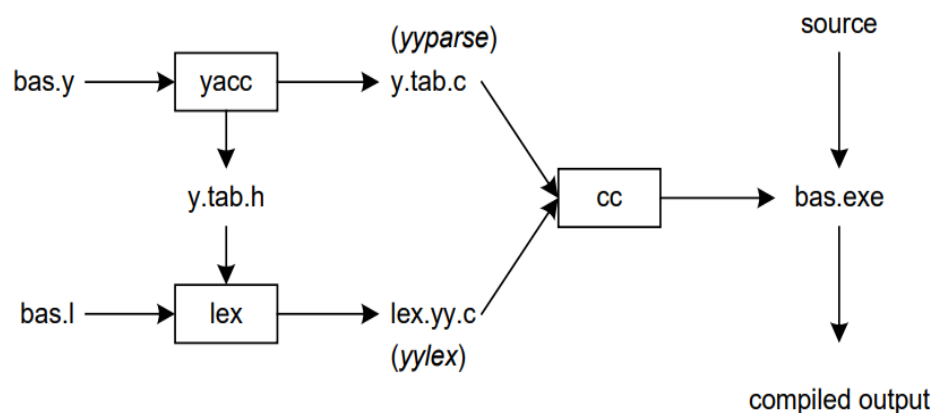 (yyparse)
source
bas.y
yacc
y.tab.c
y.tab.h
cc
bas.exe
bas.l
lex
lex.yy.c
(yylex)
compiled output